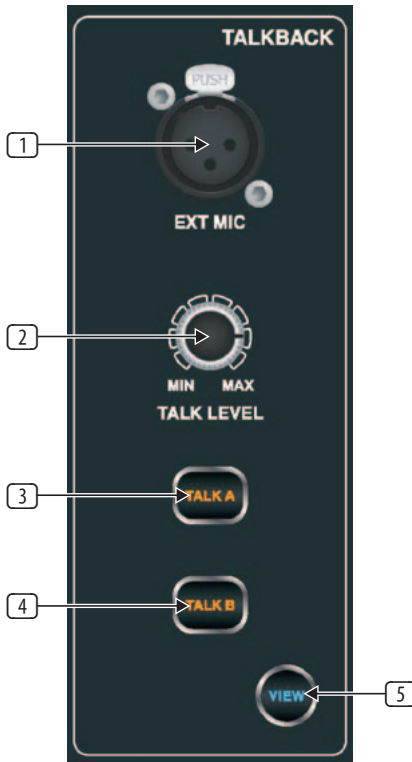 TALKBACK
PUSH
1
EXT MIC
2
MIN MAX
TALK LEVEL
3
TALK A
4
TALK B
VIEW
5